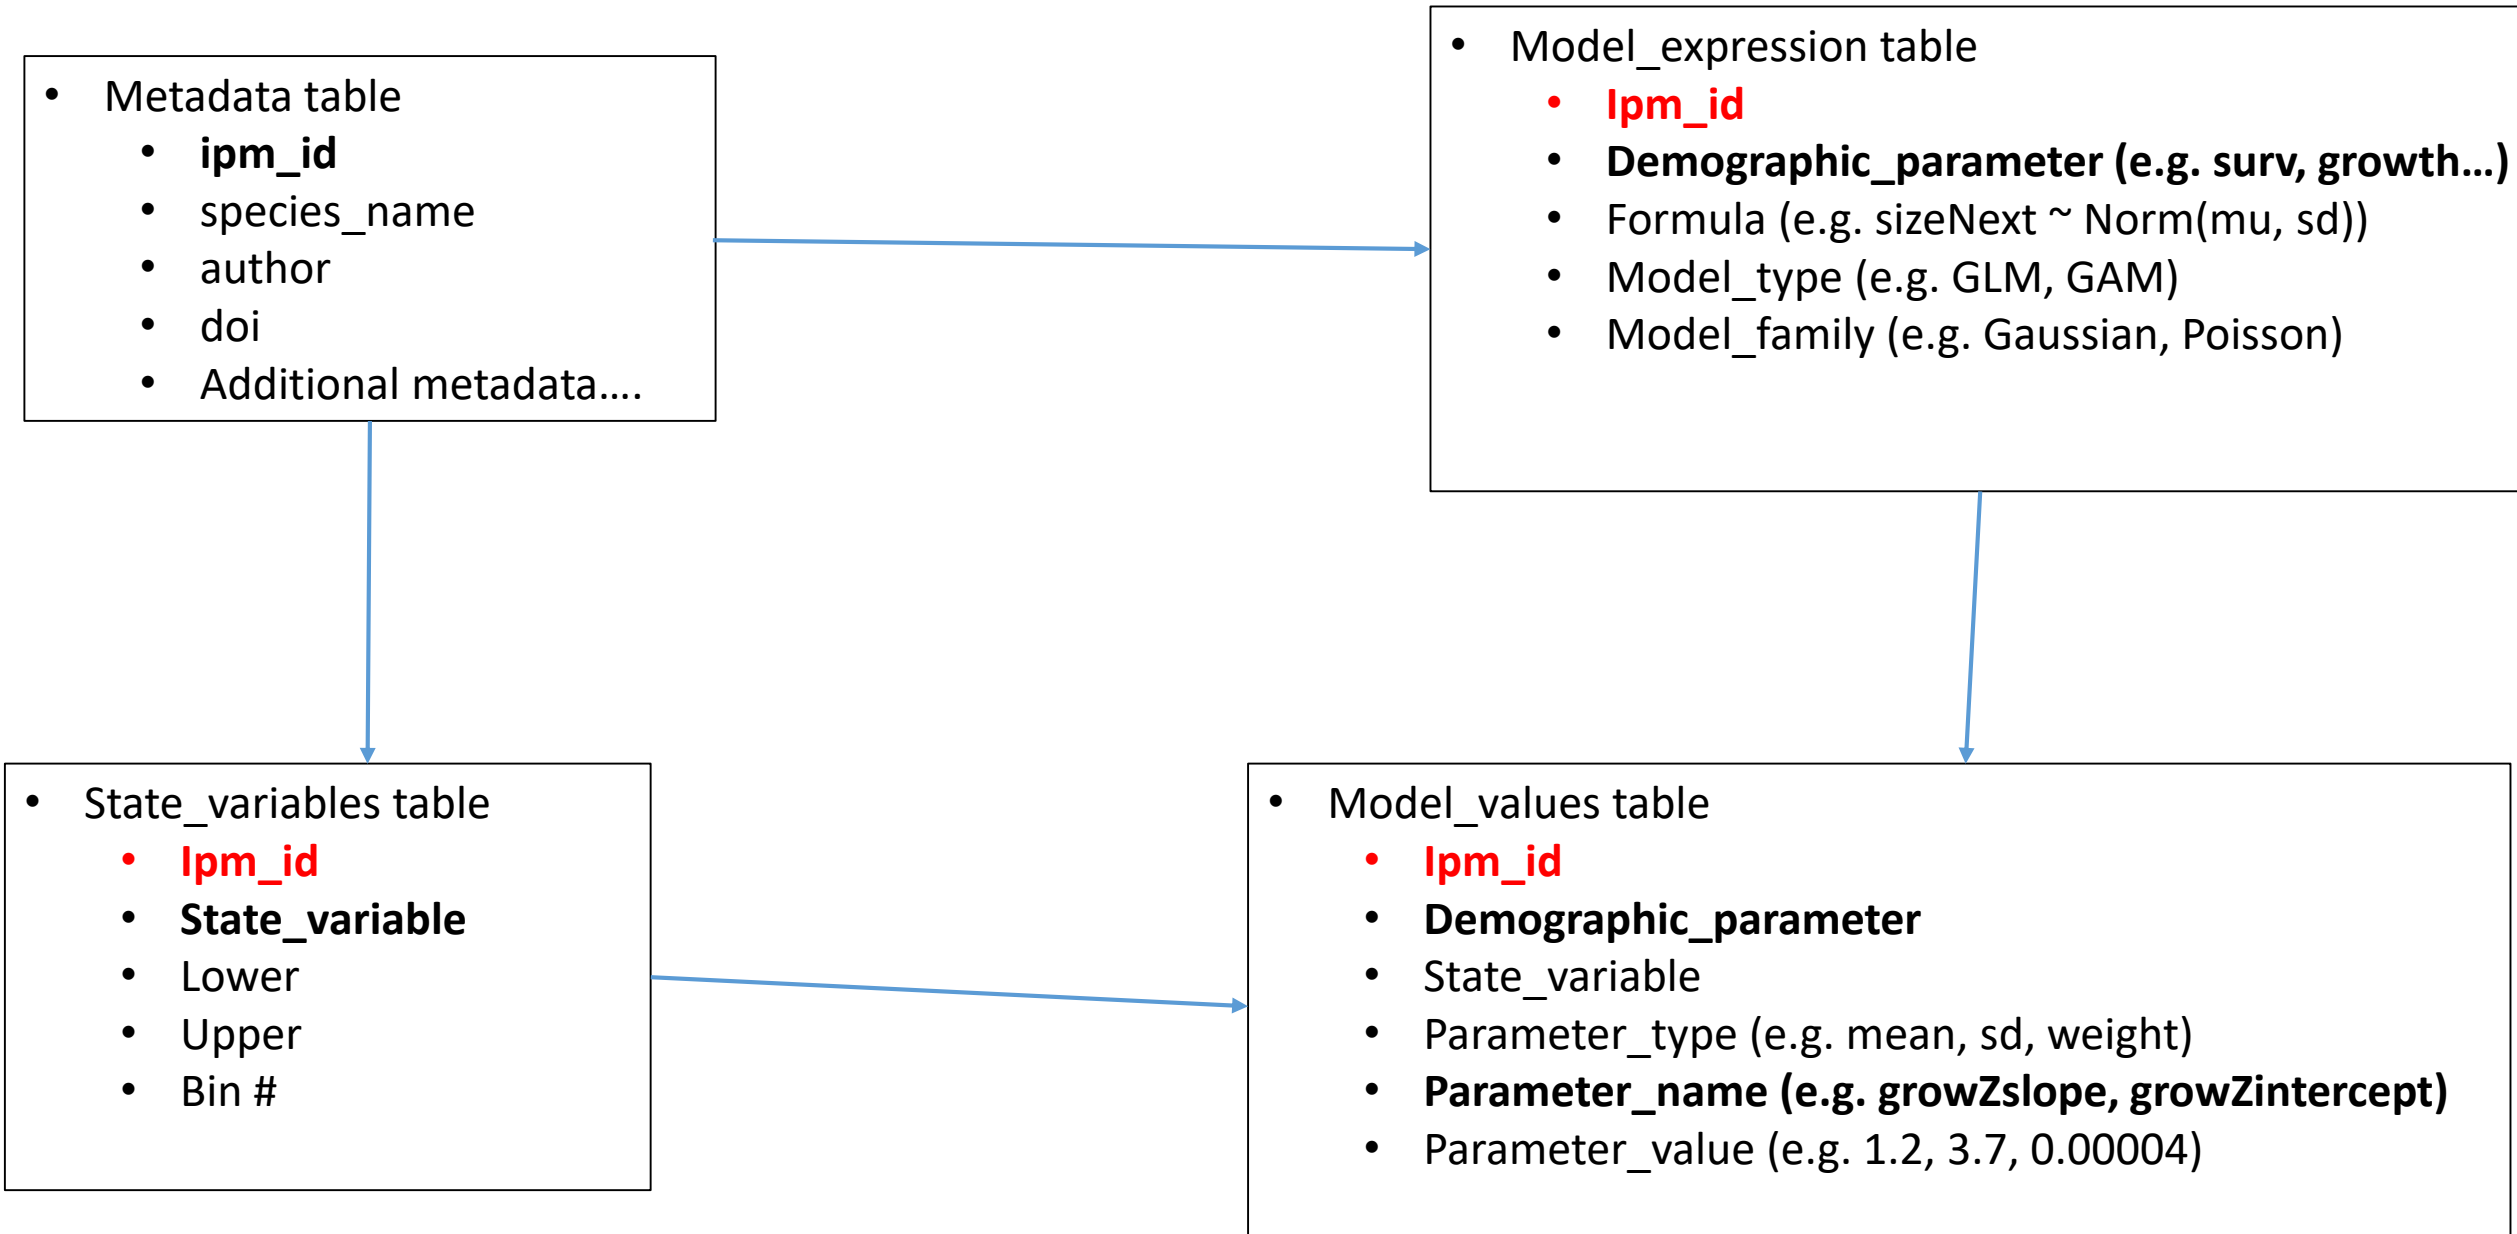 Metadata table
ipm_id
species_name
author
doi
Additional metadata….
Model_expression table
Ipm_id
Demographic_parameter (e.g. surv, growth…)
Formula (e.g. sizeNext ~ Norm(mu, sd))
Model_type (e.g. GLM, GAM)
Model_family (e.g. Gaussian, Poisson)
State_variables table
Ipm_id
State_variable
Lower
Upper
Bin #
Model_values table
Ipm_id
Demographic_parameter
State_variable
Parameter_type (e.g. mean, sd, weight)
Parameter_name (e.g. growZslope, growZintercept)
Parameter_value (e.g. 1.2, 3.7, 0.00004)